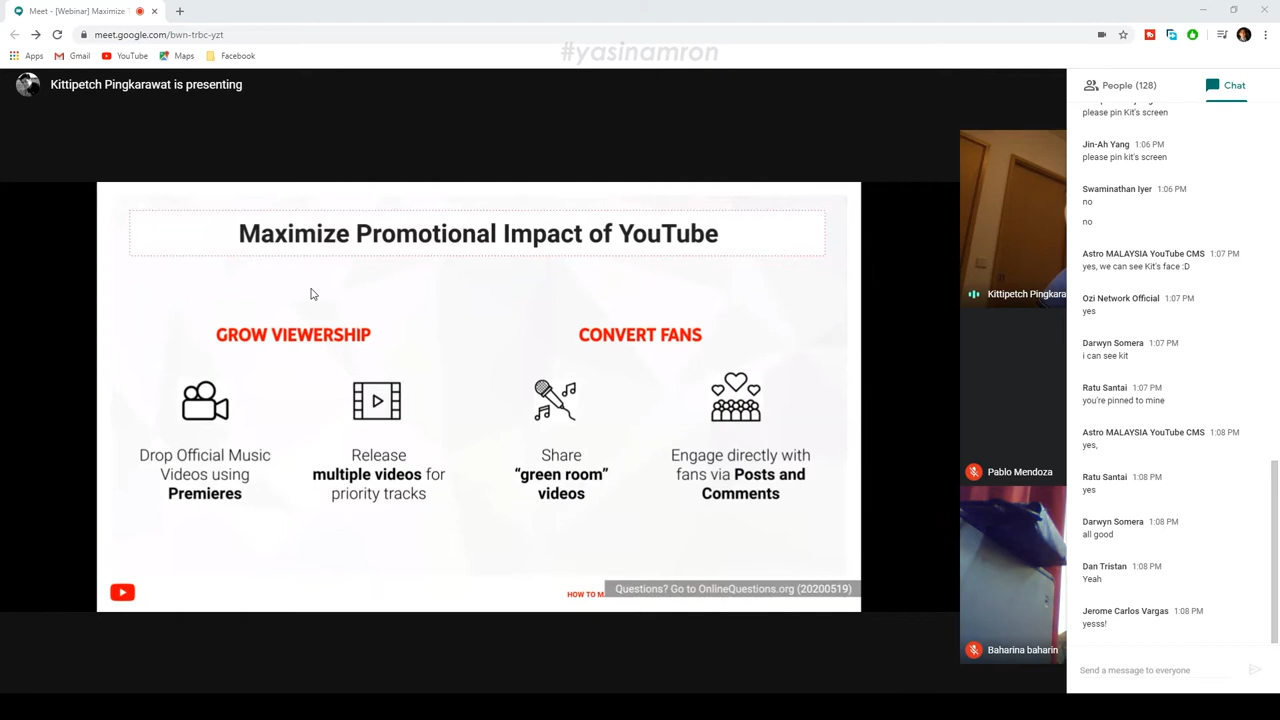 Meet - [Webinar] Maximize
meet.google.com/bwn-trbc-yzt
#yasinamron
Apps
Gmail
YouTube
Maps
Facebook
Kittipetch Pingkarawat is presenting
Maximize Promotional Impact of YouTube
GROW VIEWERSHIP
Drop Official Music
Videos using
Premieres
Release
multiple videos for
priority tracks
CONVERT FANS
Share
“green room”
videos
Engage directly with
fans via Posts and
Comments
HOW TO M
Questions? Go to OnlineQuestions.org (20200519)
Kittipetch Pingkara
Pablo Mendoza
Baharina baharin
People (128)
Chat
please pin Kit's screen
Jin-Ah Yang 1:06 PM
please pin kit's screen
Swaminathan Iyer 1:06 PM
no
no
Astro MALAYSIA YouTube CMS 1:07 PM
yes, we can see Kit's face :D
Ozi Network Official 1:07 PM
yes
Darwyn Somera 1:07 PM
i can see kit
Ratu Santai 1:07 PM
you're pinned to mine
Astro MALAYSIA YouTube CMS 1:08 PM
yes,
Ratu Santai 1:08 PM
yes
Darwyn Somera 1:08 PM
all good
Dan Tristan 1:08 PM
Yeah
Jerome Carlos Vargas 1:08 PM
yesss!
Send a message to everyone